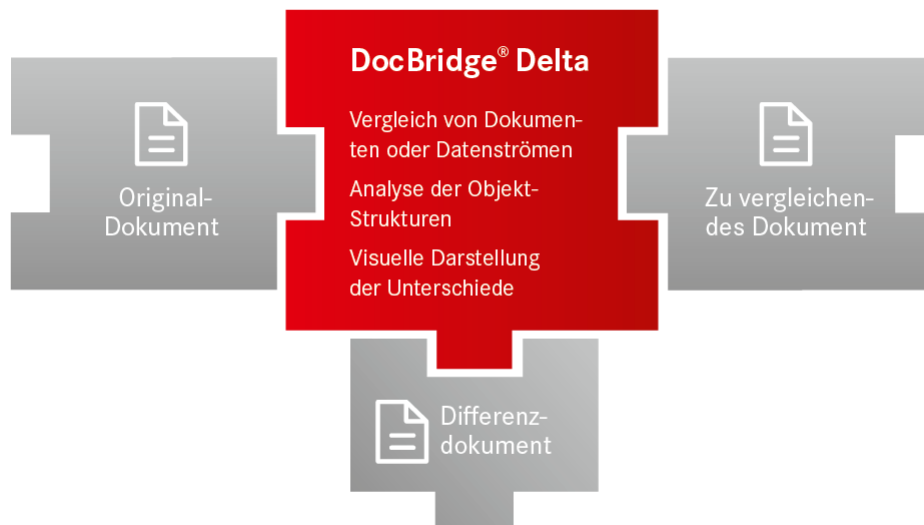 DocBridge® Delta
Vergleich von Dokumen-
ten oder Datenströmen
Analyse der Objekt-
Strukturen
Visuelle Darstellung
der Unterschiede
Original-
Dokument
Zu vergleichen-
des Dokument
Differenz-
dokument